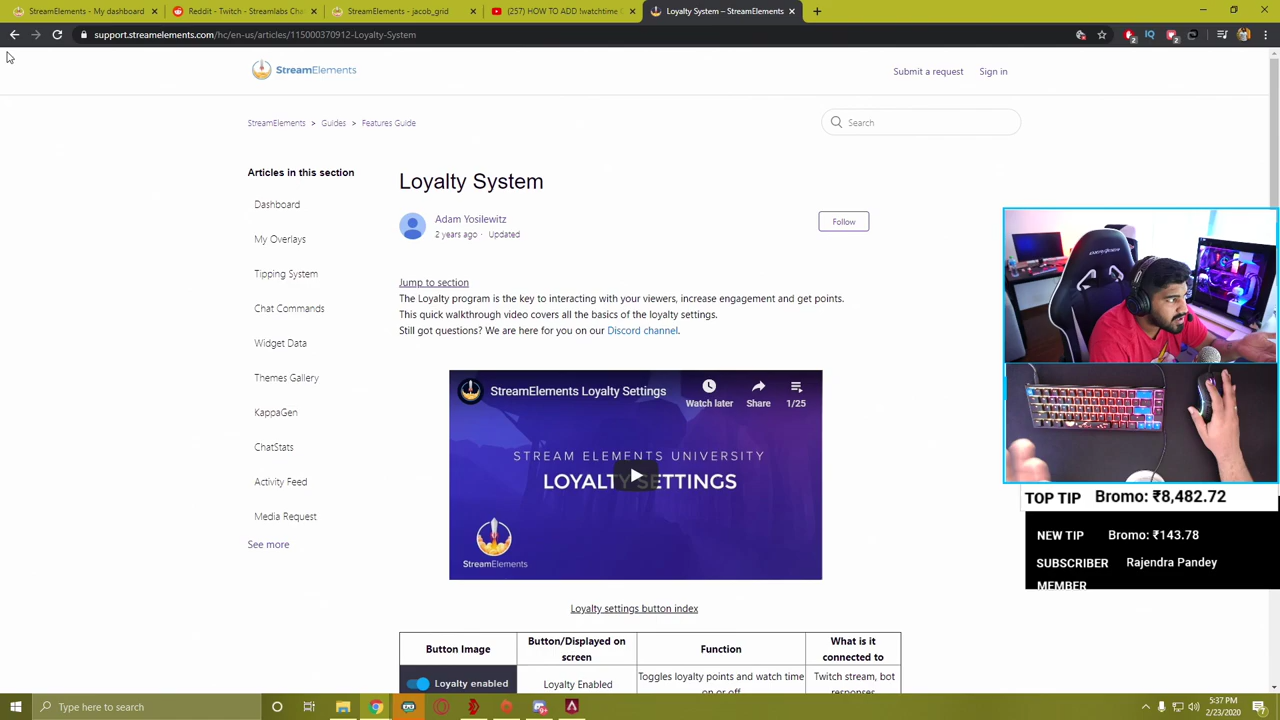 StreamElements - My dashboard
Reddit - Twitch - Streamlabs Cha
StreamElements - jacob_grid
(257) HOW TO ADD !watchtime C
Loyalty System – StreamElements
support.streamelements.com/hc/en-us/articles/115000370912-Loyalty-System
StreamElements
Submit a request
Sign in
StreamElements > Guides > Features Guide
Search
Articles in this section
Dashboard
My Overlays
Tipping System
Chat Commands
Widget Data
Themes Gallery
KappaGen
ChatStats
Activity Feed
Media Request
See more
Loyalty System
Adam Yosilewitz
2 years ago · Updated
Follow
Jump to section
The Loyalty program is the key to interacting with your viewers, increase engagement and get points.
This quick walkthrough video covers all the basics of the loyalty settings.
Still got questions? We are here for you on our Discord channel.
StreamElements Loyalty Settings
Watch later
Share
1/25
STREAM ELEMENTS UNIVERSITY
LOYALTY SETTINGS
StreamElements
Loyalty settings button index
Button Image
Button/Displayed on
screen
Function
What is it
connected to
Loyalty enabled
Loyalty Enabled
Toggles loyalty points and watch time
on or off
Twitch stream, bot
responses
TOP TIP Bromo: ₹8,482.72
NEW TIP Bromo: ₹143.78
SUBSCRIBER Rajendra Pandey
MEMBER
Type here to search
5:37 PM
2/23/2020